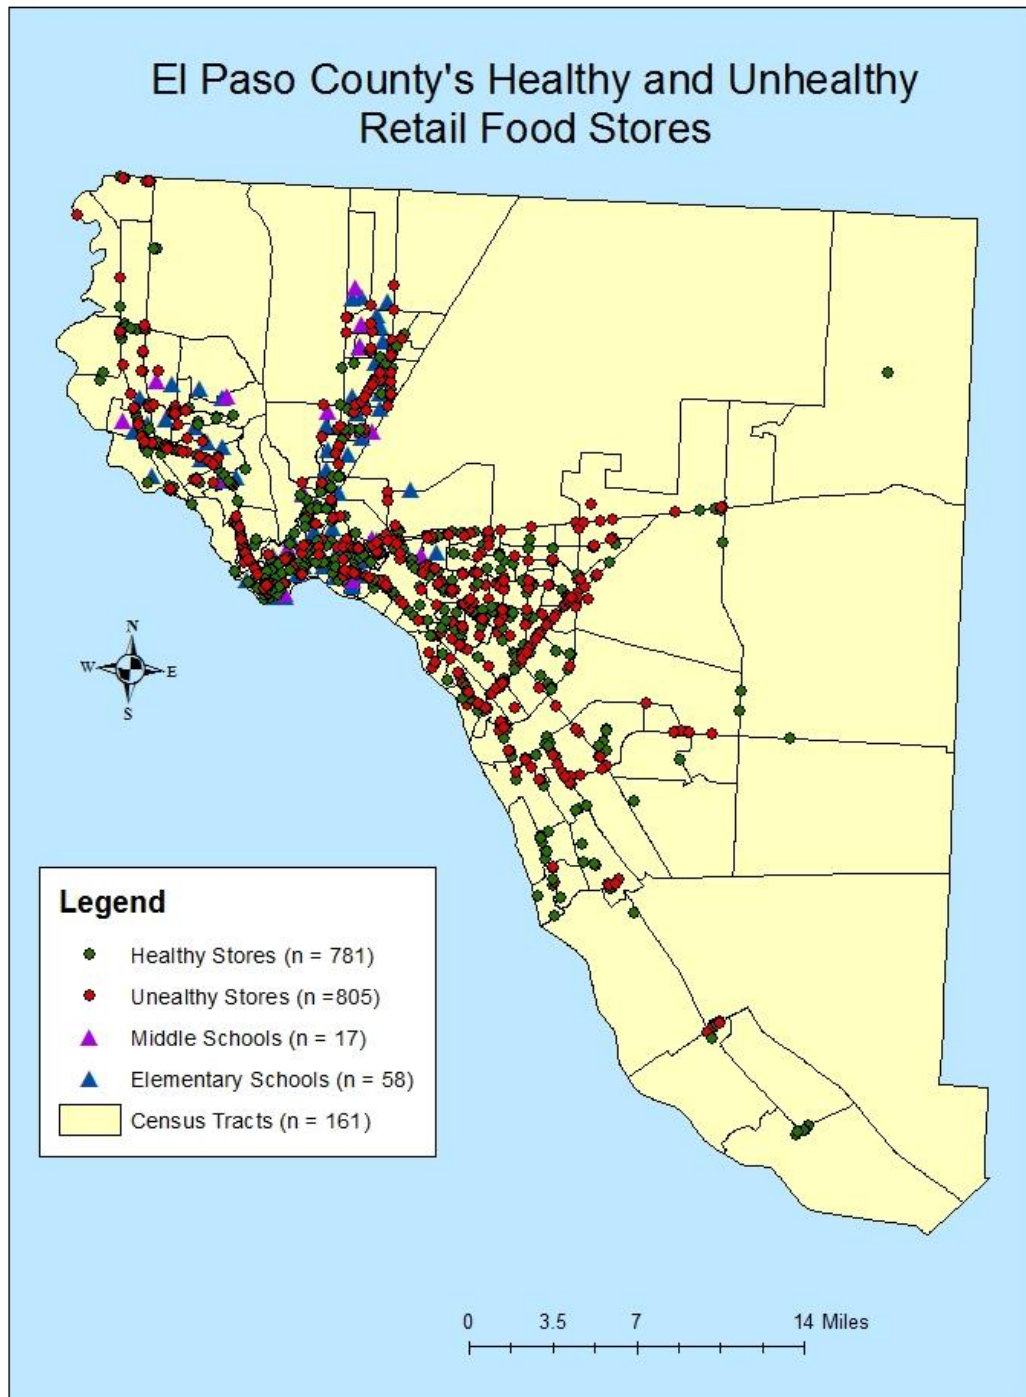 El Paso County's Healthy and Unhealthy
Retail Food Stores
N
W E
S
Legend
Healthy Stores (n = 781)
Unealthy Stores (n =805)
Middle Schools (n = 17)
Elementary Schools (n = 58)
Census Tracts (n = 161)
0 3.5 7 14 Miles